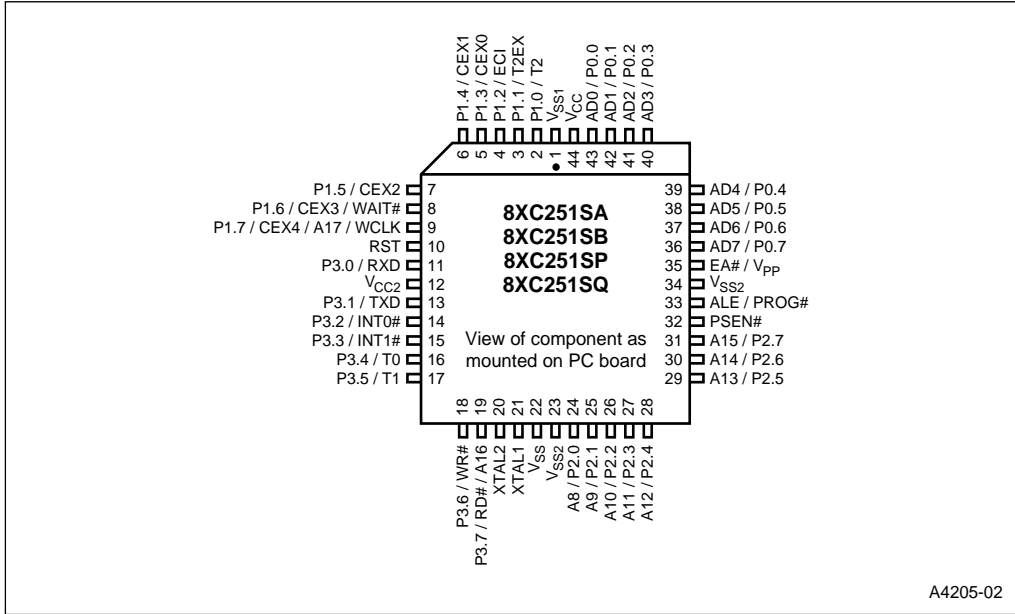 P1.4 / CEX1
P1.3 / CEX0
P1.2 / ECI
P1.1 / T2EX
P1.0 / T2
VSS1
VCC
AD0 / P0.0
AD1 / P0.1
AD2 / P0.2
AD3 / P0.3
6
5
4
3
2
1
44
43
42
41
40
P1.5 / CEX2 7
P1.6 / CEX3 / WAIT# 8
P1.7 / CEX4 / A17 / WCLK 9
RST 10
P3.0 / RXD 11
VCC2 12
P3.1 / TXD 13
P3.2 / INT0# 14
P3.3 / INT1# 15
P3.4 / T0 16
P3.5 / T1 17
8XC251SA
8XC251SB
8XC251SP
8XC251SQ
View of component as
mounted on PC board
39 AD4 / P0.4
38 AD5 / P0.5
37 AD6 / P0.6
36 AD7 / P0.7
35 EA# / VPP
34 VSS2
33 ALE / PROG#
32 PSEN#
31 A15 / P2.7
30 A14 / P2.6
29 A13 / P2.5
18
19
20
21
22
23
24
25
26
27
28
P3.6 / WR#
P3.7 / RD# / A16
XTAL2
XTAL1
VSS
VSS2
A8 / P2.0
A9 / P2.1
A10 / P2.2
A11 / P2.3
A12 / P2.4
A4205-02